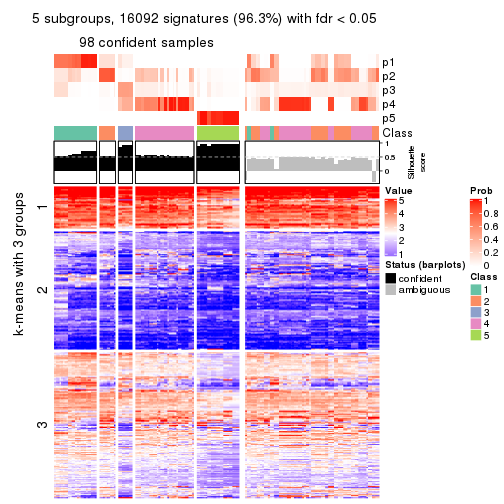 5 subgroups, 16092 signatures (96.3%) with fdr < 0.05
98 confident samples
p1
p2
p3
p4
p5
Class
1
0.5
0
Silhouette
score
k-means with 3 groups
1
2
3
Value
5
4
3
2
1
Status (barplots)
confident
ambiguous
Prob
1
0.8
0.6
0.4
0.2
0
Class
1
2
3
4
5